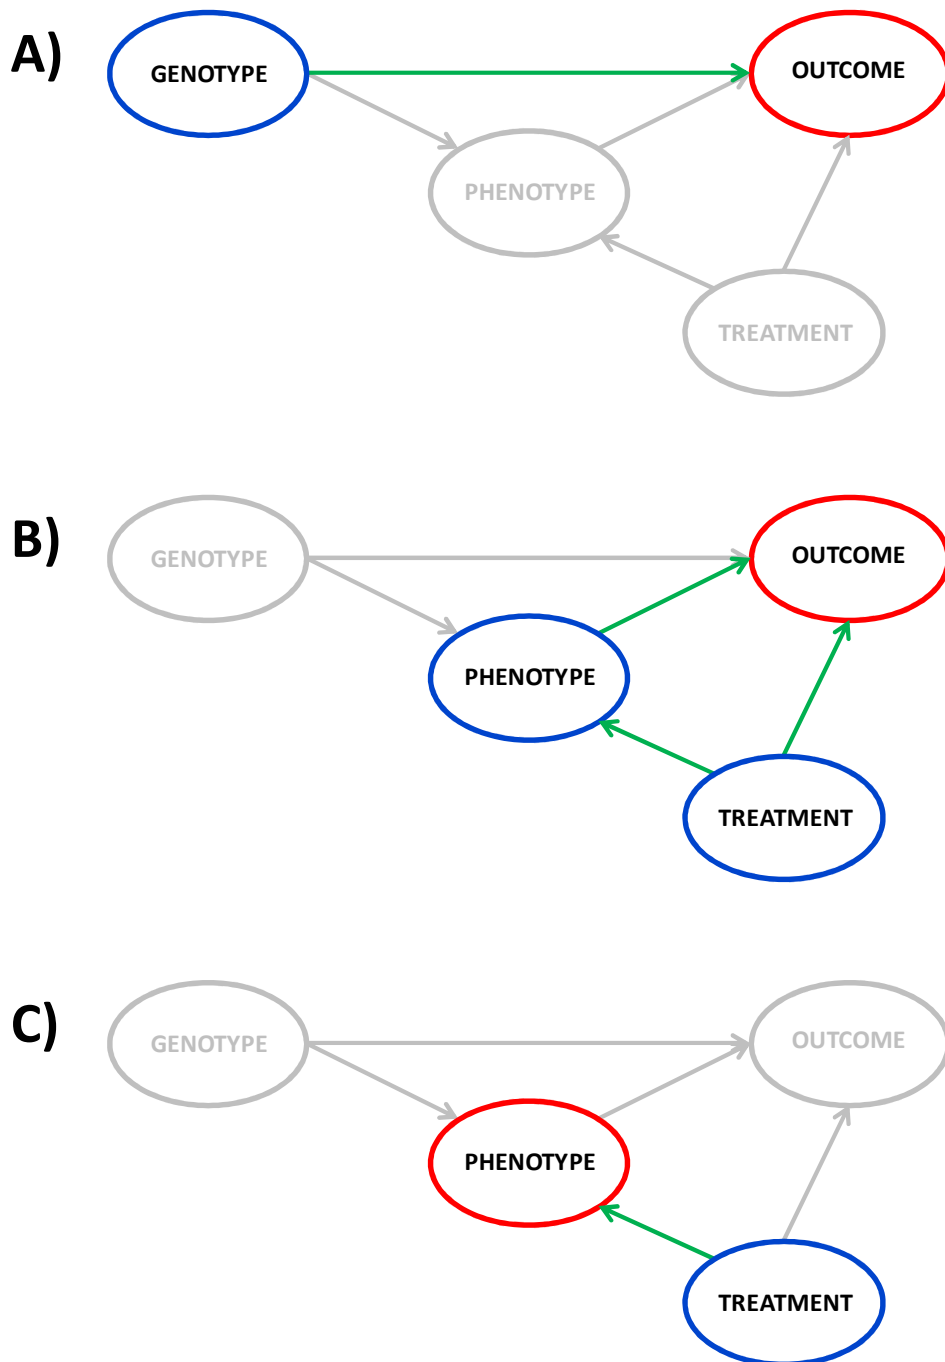 A)
GENOTYPE
OUTCOME
PHENOTYPE
TREATMENT
B)
GENOTYPE
OUTCOME
PHENOTYPE
TREATMENT
C)
GENOTYPE
OUTCOME
PHENOTYPE
TREATMENT